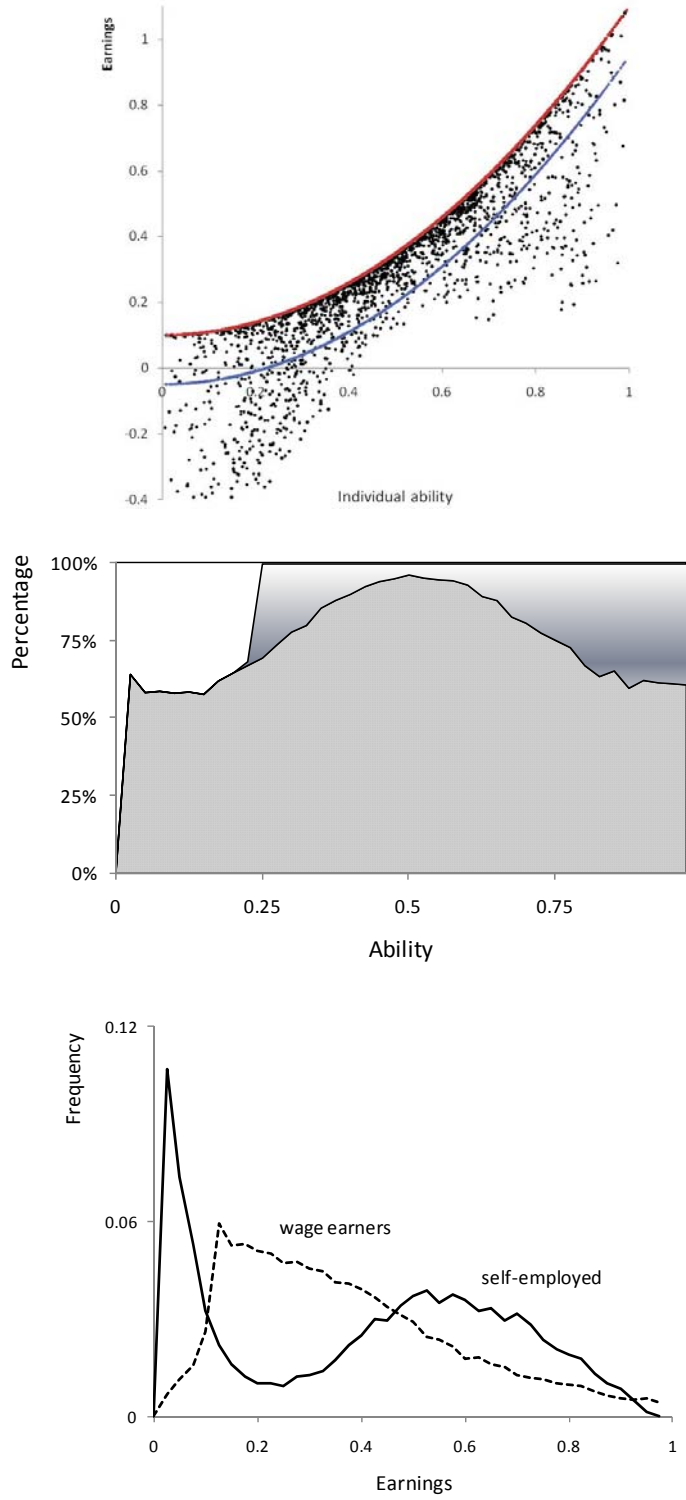 Earnings
1
0.8
0.6
0.4
0.2
0
-0.2
-0.4
0 0.2 0.4 0.6 0.8 1
Individual ability
Percentage
100%
75%
50%
25%
0%
0 0.25 0.5 0.75
Ability
Frequency
0.12
0.06
0
wage earners
self-employed
0 0.2 0.4 0.6 0.8 1
Earnings